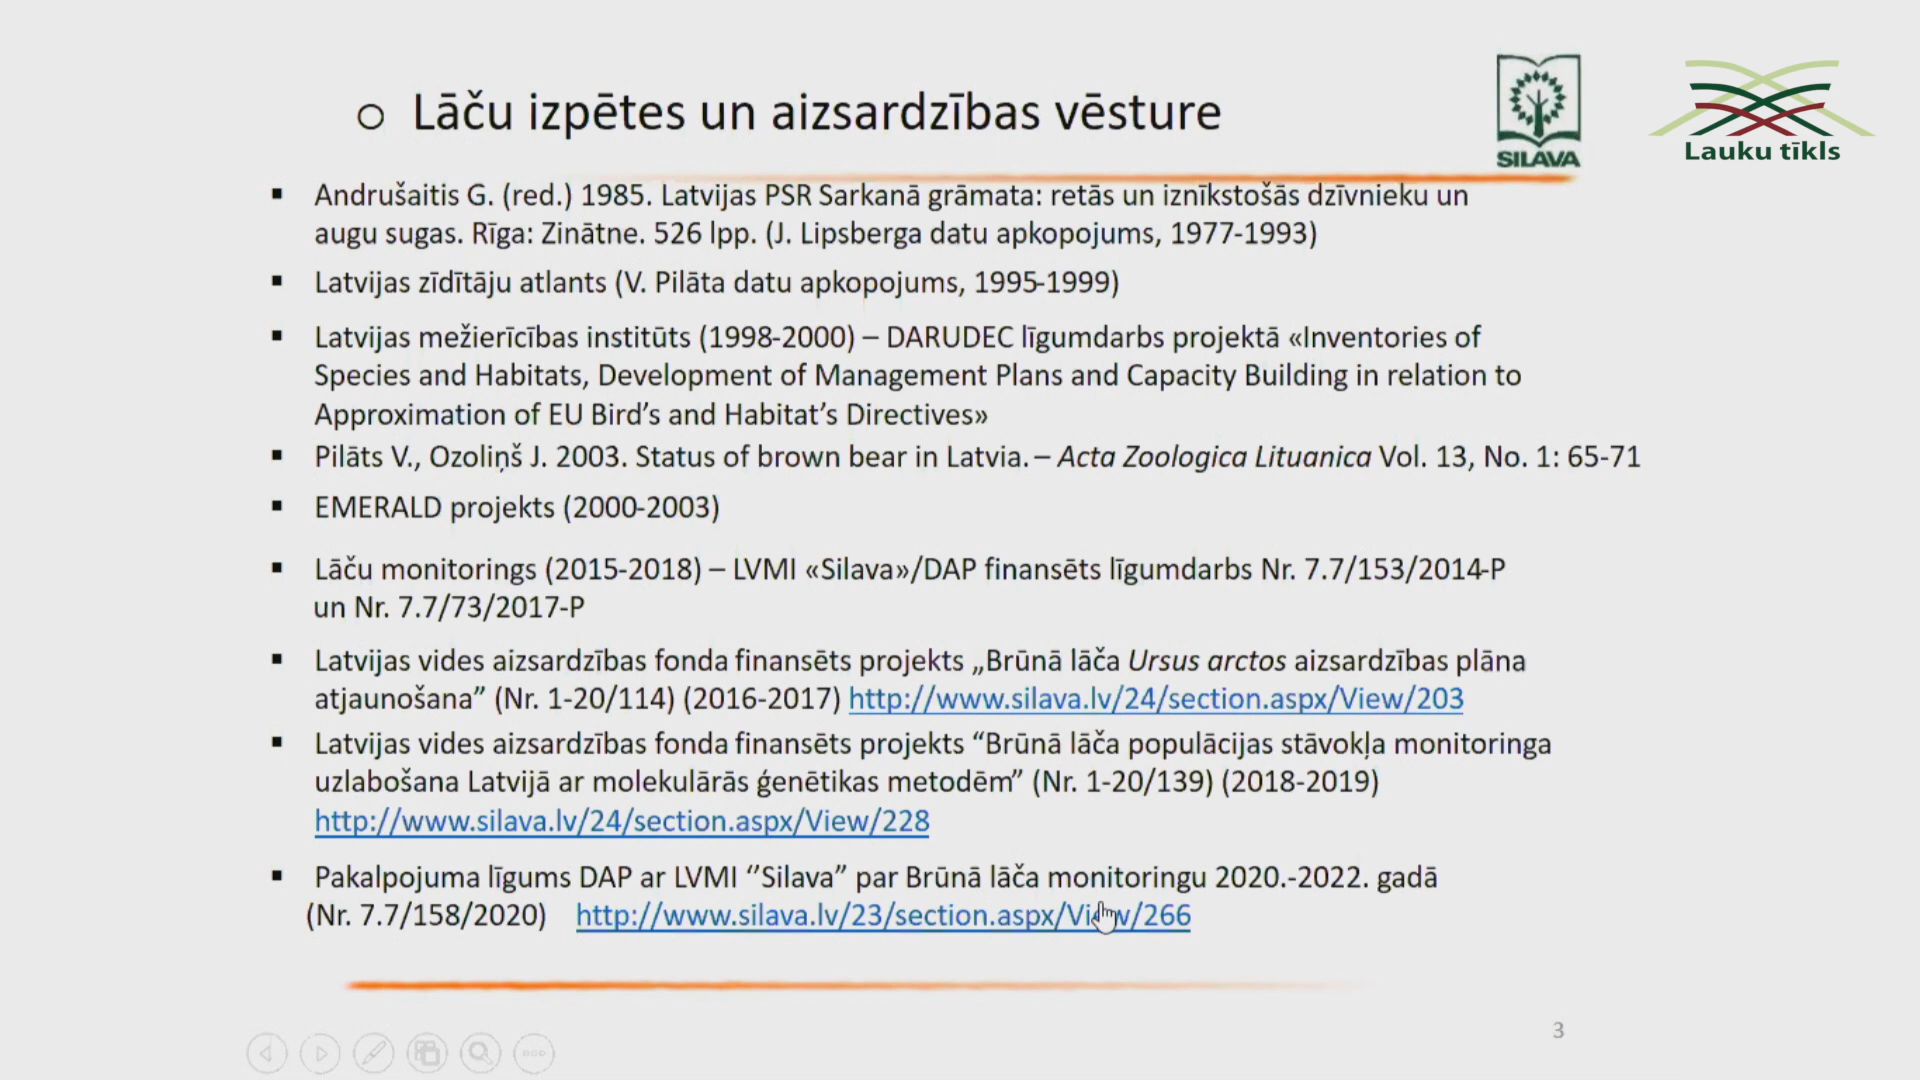 Lāču izpētes un aizsardzības vēsture
SILAVA
Lauku tīkls
Andrušaitis G. (red.) 1985. Latvijas PSR Sarkanā grāmata: retās un iznīkstošās dzīvnieku un
augu sugas. Rīga: Zinātne. 526 lpp. (J. Lipsberga datu apkopojums, 1977-1993)
Latvijas zīdītāju atlants (V. Pilāta datu apkopojums, 1995-1999)
Latvijas mežierīcības institūts (1998-2000) – DARUDEC līgumdarbs projektā «Inventories of
Species and Habitats, Development of Management Plans and Capacity Building in relation to
Approximation of EU Bird’s and Habitat’s Directives»
Pilāts V., Ozoliņš J. 2003. Status of brown bear in Latvia. – Acta Zoologica Lituanica Vol. 13, No. 1: 65-71
EMERALD projekts (2000-2003)
Lāču monitorings (2015-2018) – LVMI «Silava»/DAP finansēts līgumdarbs Nr. 7.7/153/2014-P
un Nr. 7.7/73/2017-P
Latvijas vides aizsardzības fonda finansēts projekts „Brūnā lāča Ursus arctos aizsardzības plāna
atjaunošana” (Nr. 1-20/114) (2016-2017) http://www.silava.lv/24/section.aspx/View/203
Latvijas vides aizsardzības fonda finansēts projekts “Brūnā lāča populācijas stāvokļa monitoringa
uzlabošana Latvijā ar molekulārās ģenētikas metodēm” (Nr. 1-20/139) (2018-2019)
http://www.silava.lv/24/section.aspx/View/228
Pakalpojuma līgums DAP ar LVMI ‘’Silava” par Brūnā lāča monitoringu 2020.-2022. gadā
(Nr. 7.7/158/2020) http://www.silava.lv/23/section.aspx/View/266
3